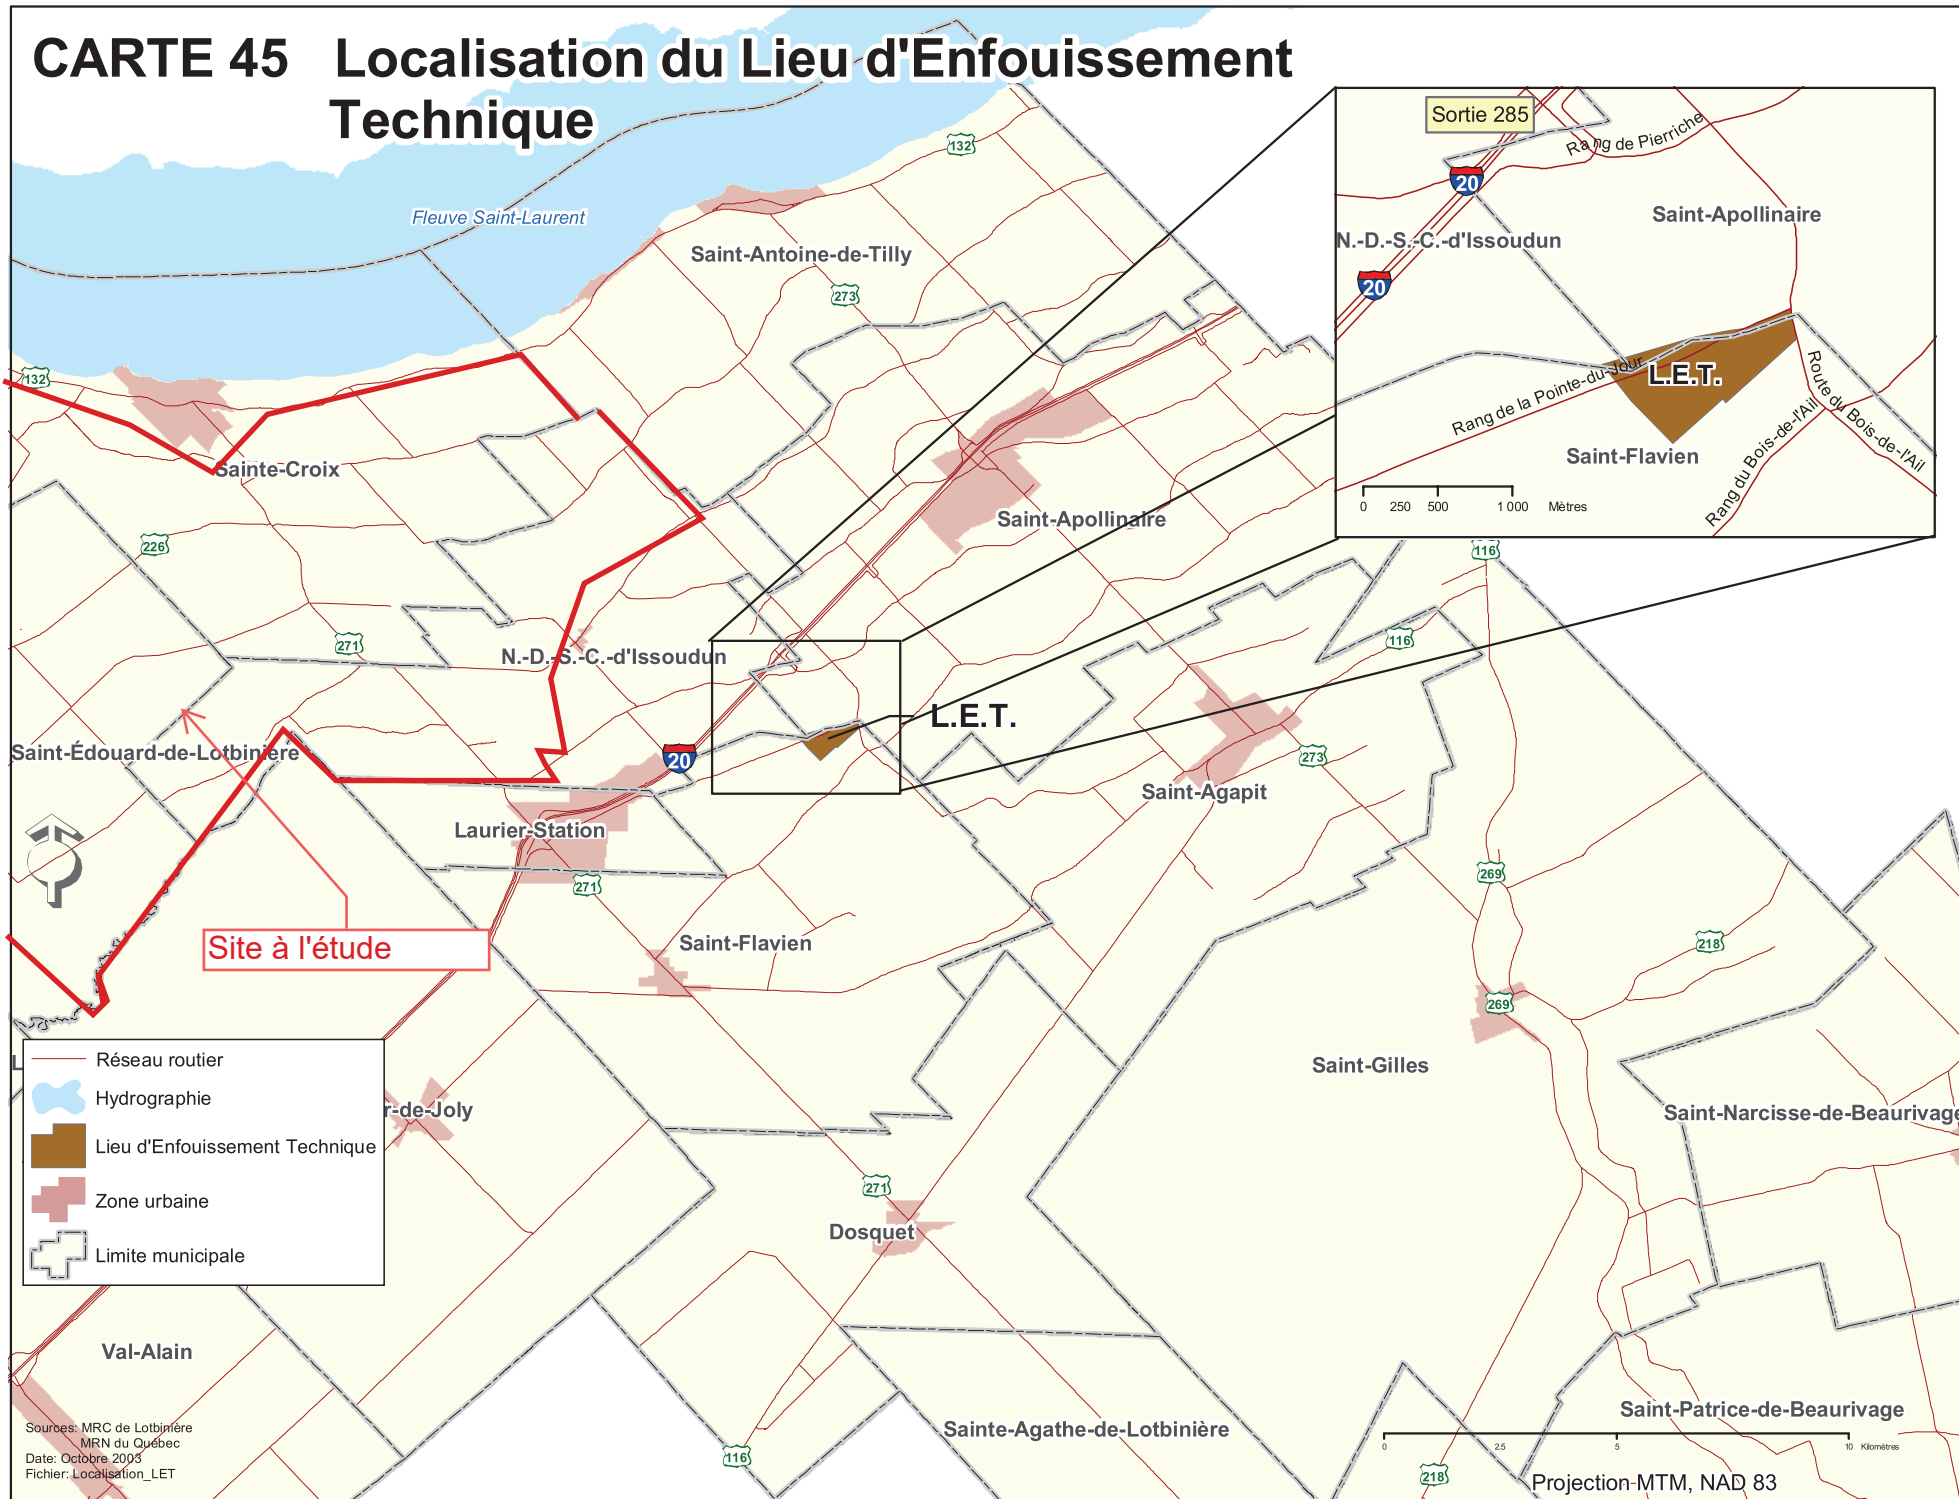 CARTE 45 Localisation du Lieu d'Enfouissement
Technique
Fleuve Saint-Laurent
132
Saint-Antoine-de-Tilly
273
132
Sainte-Croix
226
271
Saint-Apollinaire
N.-D.-S.-C.-d'Issoudun
Saint-Édouard-de-Lotbinière
20
L.E.T.
Laurier-Station
271
Saint-Agapit
273
116
116
269
218
269
Saint-Flavien
Site à l'étude
Saint-Gilles
Saint-Narcisse-de-Beaurivage
L
r-de-Joly
271
Dosquet
Val-Alain
Sainte-Agathe-de-Lotbinière
116
218
Saint-Patrice-de-Beaurivage
Sortie 285
Rang de Pierriche
20
Saint-Apollinaire
N.-D.-S.-C.-d'Issoudun
20
L.E.T.
Rang de la Pointe-du-Jour
Route du Bois-de-l'Ail
Rang du Bois-de-l'Ail
Saint-Flavien
0 250 500 1 000 Mètres
Réseau routier
Hydrographie
Lieu d'Enfouissement Technique
Zone urbaine
Limite municipale
Sources: MRC de Lotbinière
MRN du Québec
Date: Octobre 2003
Fichier: Localisation_LET
0 2.5 5 10 Kilomètres
Projection MTM, NAD 83